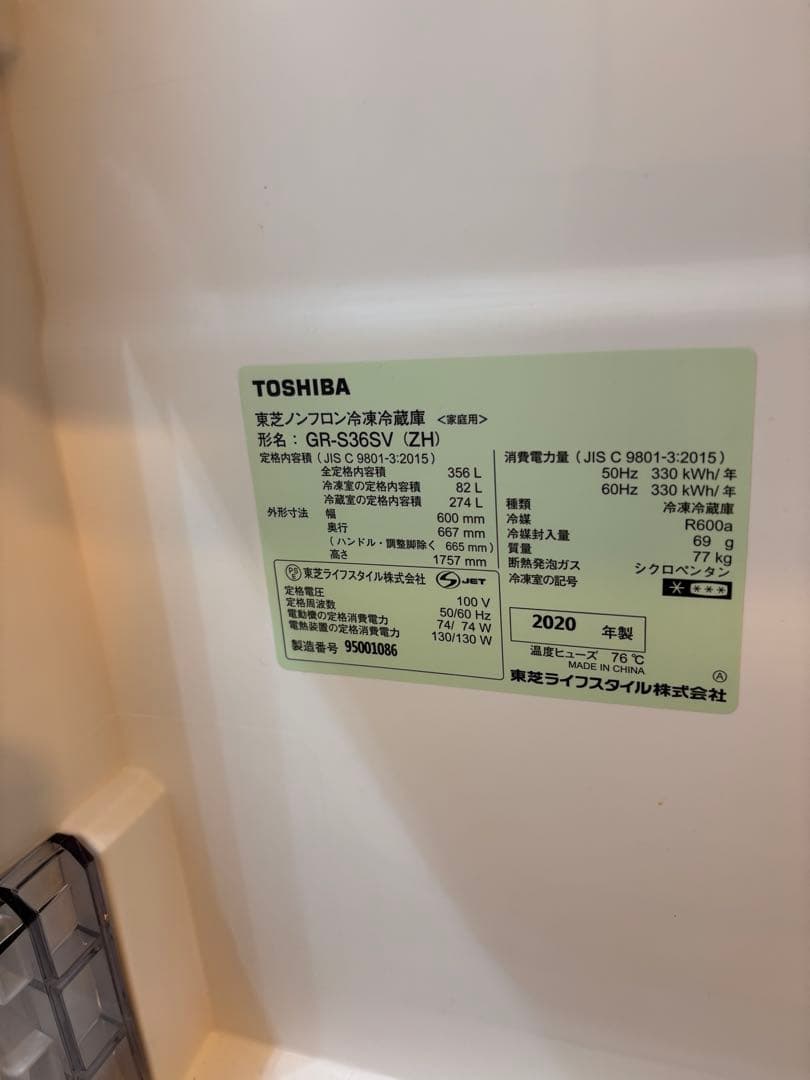 TOSHIBA
東芝ノンフロン冷凍冷蔵庫 <家庭用>
形名： GR-S36SV (ZH)
定格内容積 ( JIS C 9801-3:2015 )
全定格内容積 356 L
冷凍室の定格内容積 82 L
冷蔵室の定格内容積 274 L
外形寸法 幅 600 mm
奥行 667 mm
( ハンドル・調整脚除く 665 mm )
高さ 1757 mm
PSE 東芝ライフスタイル株式会社 S JET
定格電圧 100 V
定格周波数 50/60 Hz
電動機の定格消費電力 74/ 74 W
電熱装置の定格消費電力 130/130 W
製造番号 95001086
消費電力量 ( JIS C 9801-3:2015 )
50Hz 330 kWh/年
60Hz 330 kWh/年
種類 冷凍冷蔵庫
冷媒 R600a
冷媒封入量 69 g
質量 77 kg
断熱発泡ガス シクロペンタン
冷凍室の記号 * ***
2020 年製
温度ヒューズ 76 ℃
MADE IN CHINA
Ⓐ
東芝ライフスタイル株式会社